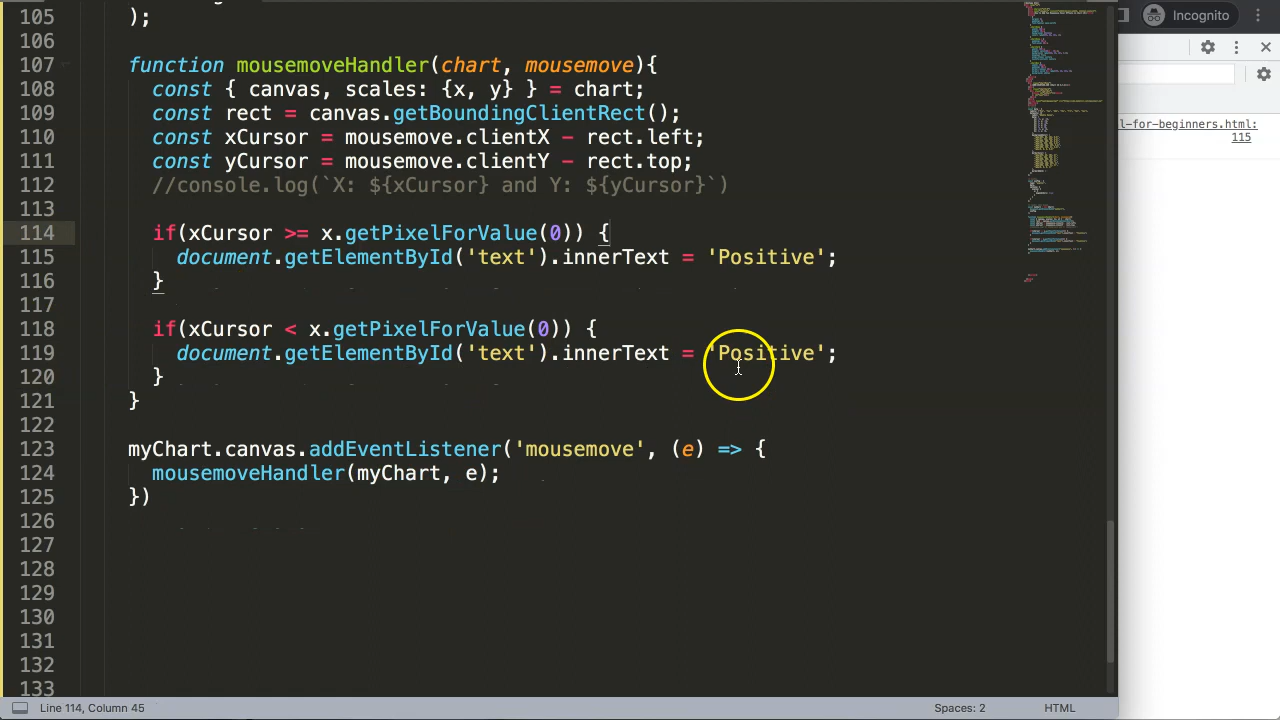 105 );
106
107 function mousemoveHandler(chart, mousemove){
108 const { canvas, scales: {x, y} } = chart;
109 const rect = canvas.getBoundingClientRect();
110 const xCursor = mousemove.clientX - rect.left;
111 const yCursor = mousemove.clientY - rect.top;
112 //console.log(`X: ${xCursor} and Y: ${yCursor}`)
113
114 if(xCursor >= x.getPixelForValue(0)) {
115 document.getElementById('text').innerText = 'Positive';
116 }
117
118 if(xCursor < x.getPixelForValue(0)) {
119 document.getElementById('text').innerText = 'Positive';
120 }
121 }
122
123 myChart.canvas.addEventListener('mousemove', (e) => {
124 mousemoveHandler(myChart, e);
125 })
126
127
128
129
130
131
132
133
Line 114, Column 45
Spaces: 2
HTML
Incognito
l-for-beginners.html:
115